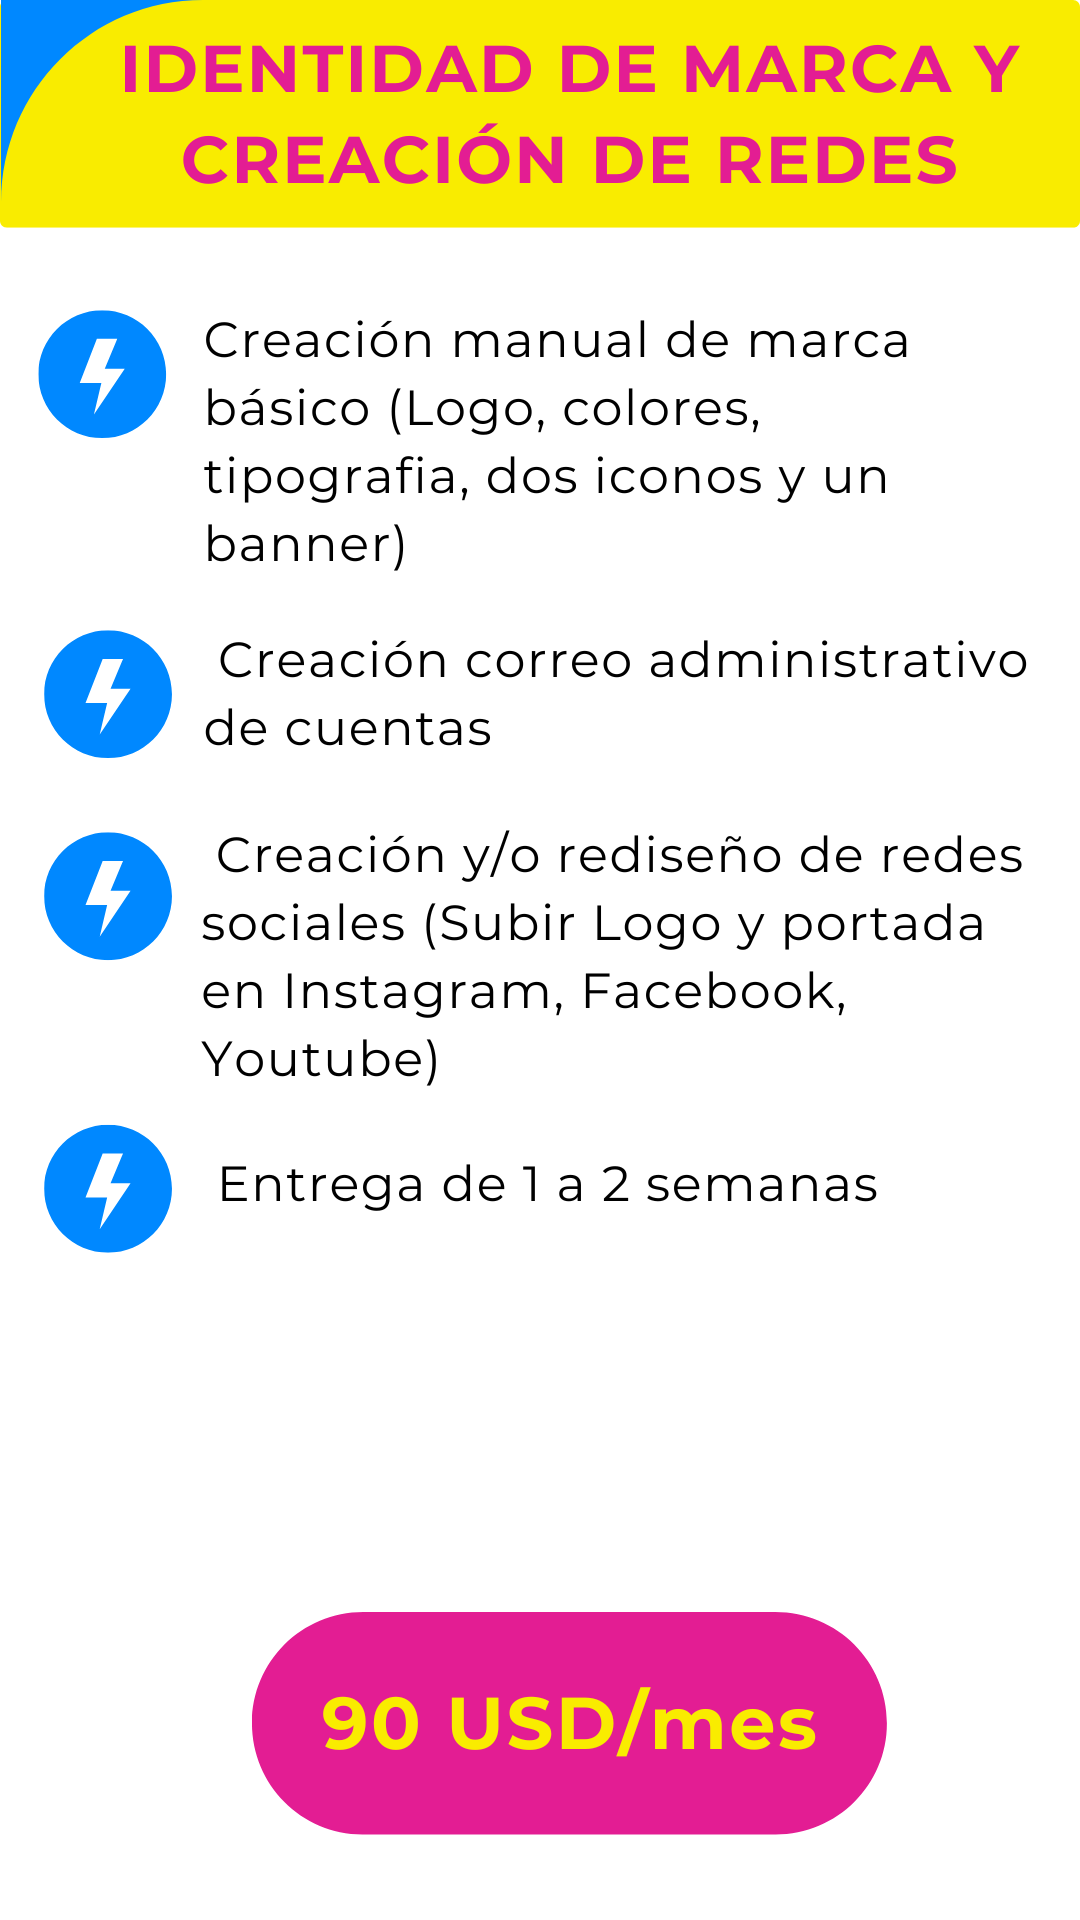 IDENTIDAD DE MARCA Y
CREACIÓN DE REDES
Creación manual de marca
básico (Logo, colores,
tipografia, dos iconos y un
banner)
Creación correo administrativo
de cuentas
Creación y/o rediseño de redes
sociales (Subir Logo y portada
en Instagram, Facebook,
Youtube)
Entrega de 1 a 2 semanas
90 USD/mes